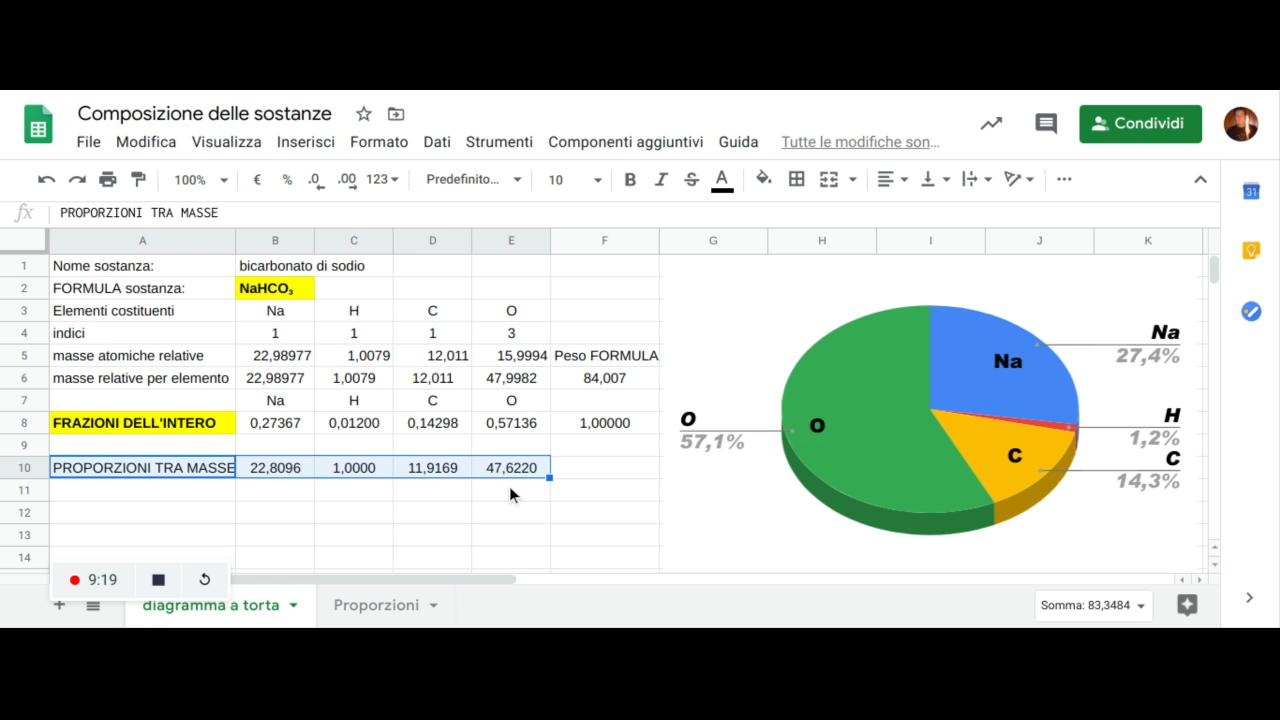 Composizione delle sostanze
Condividi
File Modifica Visualizza Inserisci Formato Dati Strumenti Componenti aggiuntivi Guida Tutte le modifiche son...
100% € % .0 .00 123 Predefinito... 10 B I S A
31
fx PROPORZIONI TRA MASSE
A B C D E F G H I J K
1 Nome sostanza: bicarbonato di sodio
2 FORMULA sostanza: NaHCO₃
3 Elementi costituenti Na H C O
4 indici 1 1 1 3
5 masse atomiche relative 22,98977 1,0079 12,011 15,9994 Peso FORMULA
6 masse relative per elemento 22,98977 1,0079 12,011 47,9982 84,007
7 Na H C O
8 FRAZIONI DELL'INTERO 0,27367 0,01200 0,14298 0,57136 1,00000
9
10 PROPORZIONI TRA MASSE 22,8096 1,0000 11,9169 47,6220
11
12
13
14
Na
27,4%
Na
H
1,2%
O
57,1%
O
C
C
14,3%
9:19
diagramma a torta Proporzioni Somma: 83,3484